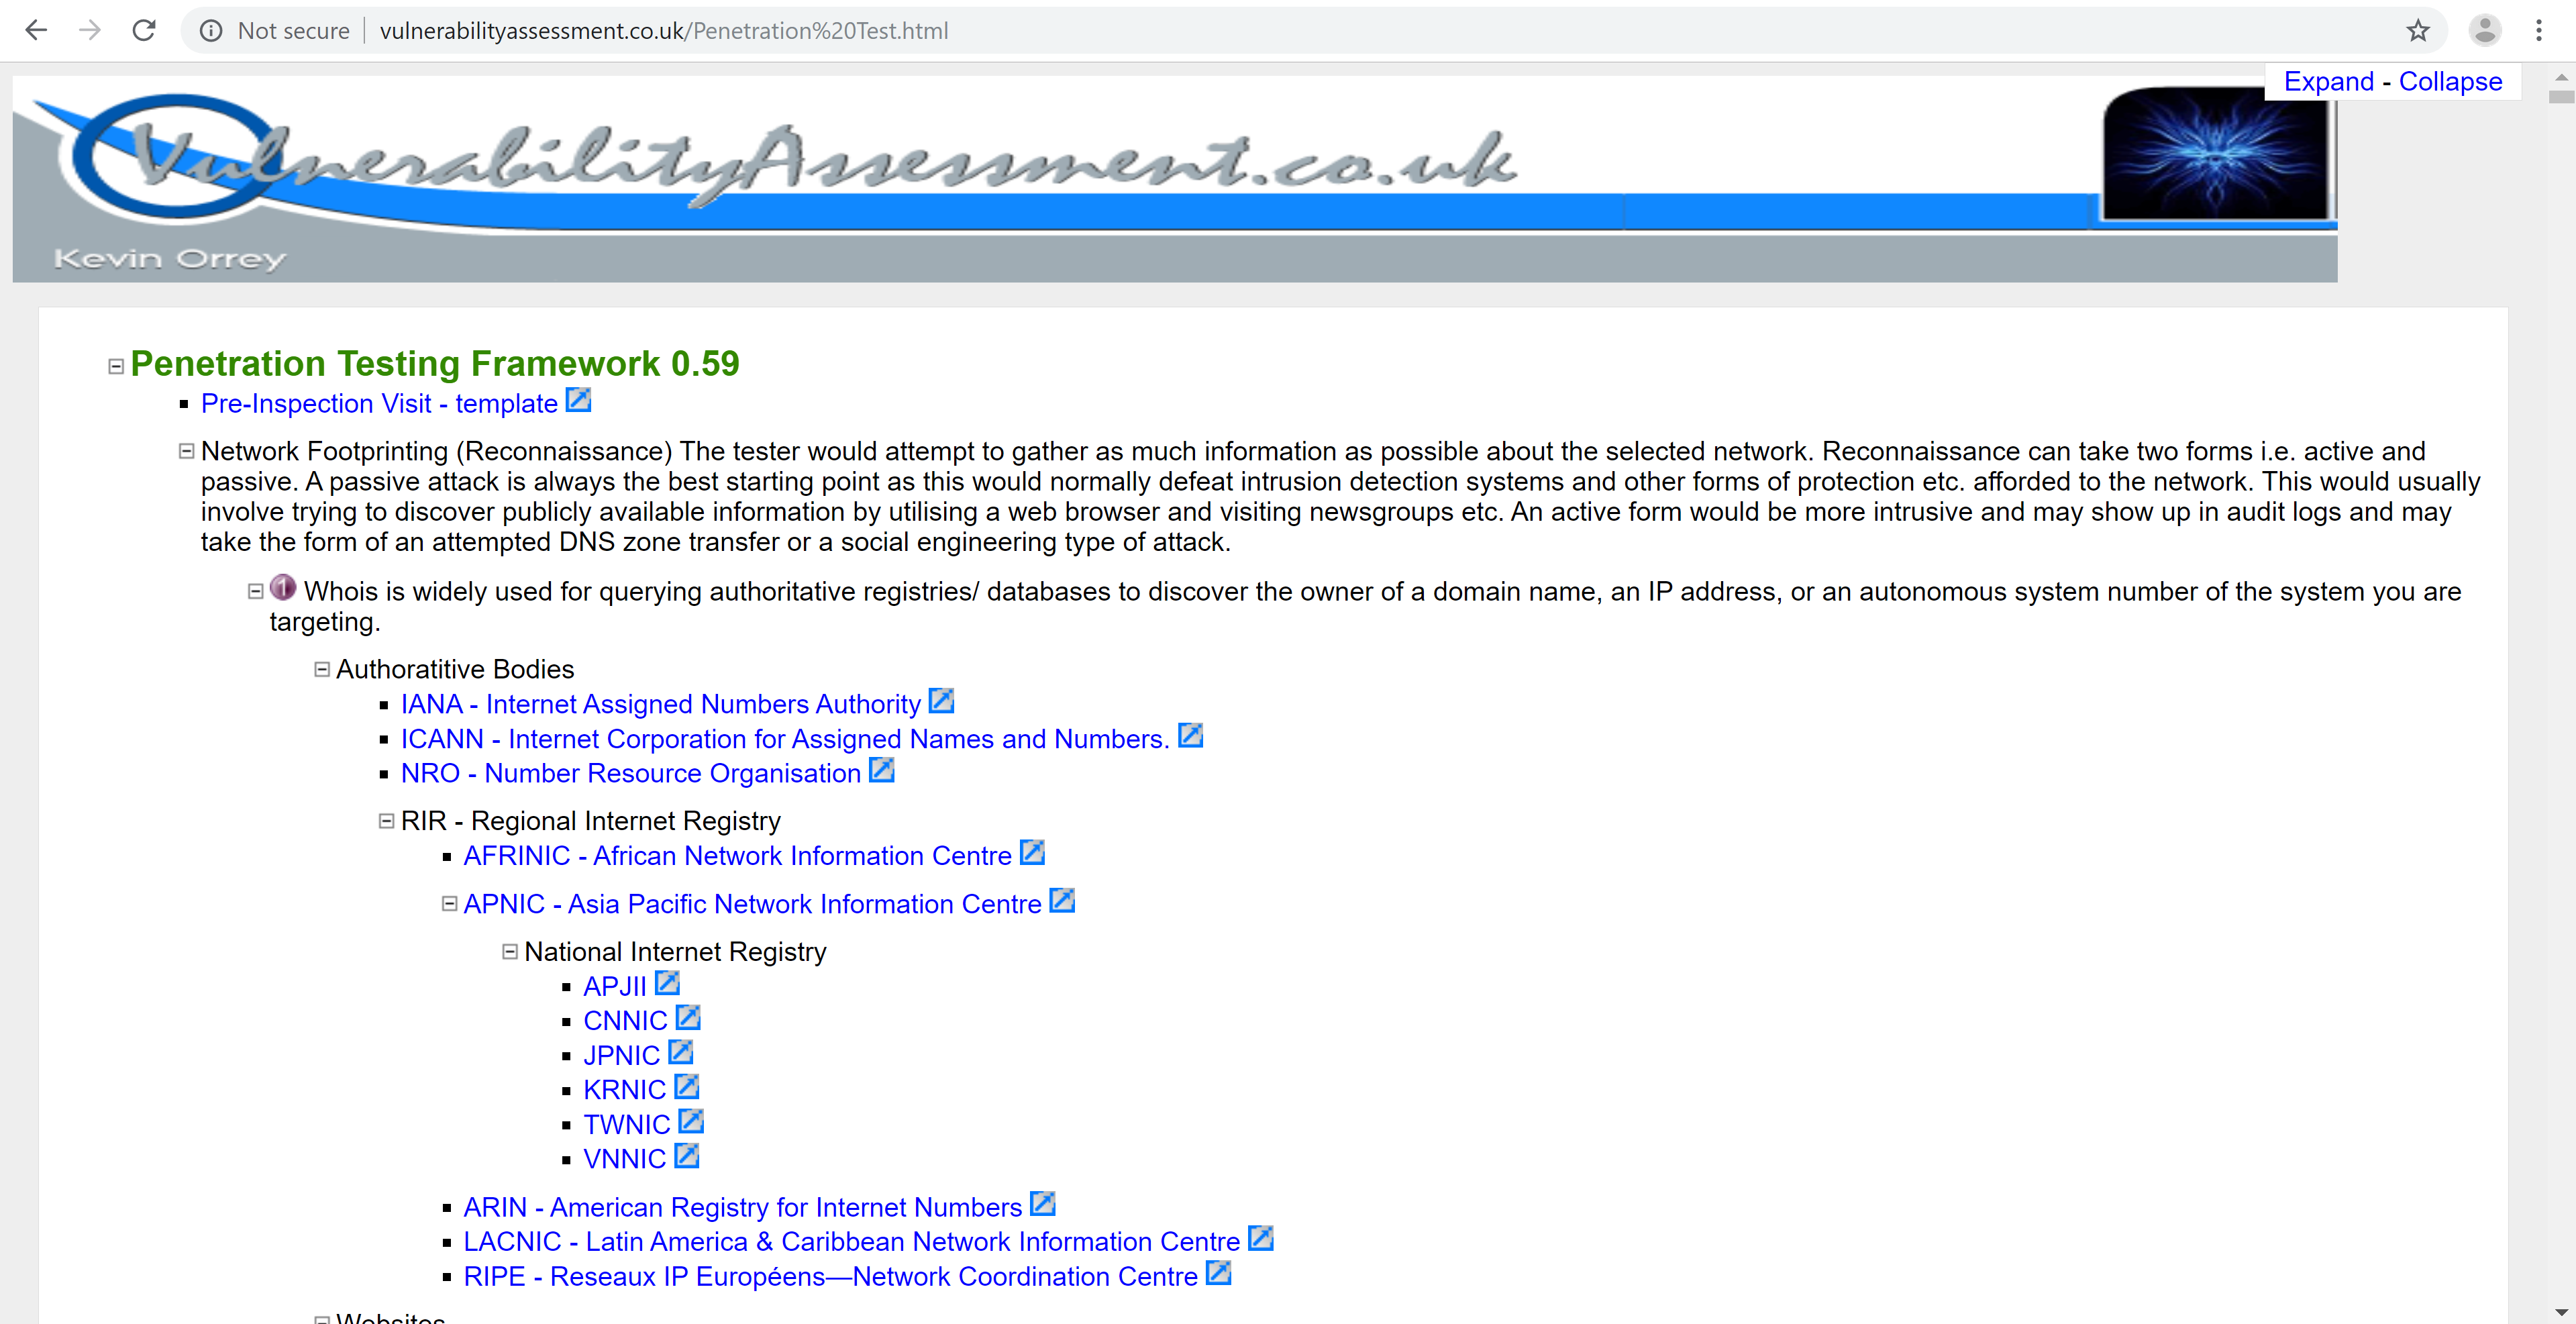 Not secure | vulnerabilityassessment.co.uk/Penetration%20Test.html
Expand - Collapse
VulnerabilityAssessment.co.uk
Kevin Orrey
Penetration Testing Framework 0.59
Pre-Inspection Visit - template
Network Footprinting (Reconnaissance) The tester would attempt to gather as much information as possible about the selected network. Reconnaissance can take two forms i.e. active and
passive. A passive attack is always the best starting point as this would normally defeat intrusion detection systems and other forms of protection etc. afforded to the network. This would usually
involve trying to discover publicly available information by utilising a web browser and visiting newsgroups etc. An active form would be more intrusive and may show up in audit logs and may
take the form of an attempted DNS zone transfer or a social engineering type of attack.
1 Whois is widely used for querying authoritative registries/ databases to discover the owner of a domain name, an IP address, or an autonomous system number of the system you are
targeting.
Authoratitive Bodies
IANA - Internet Assigned Numbers Authority
ICANN - Internet Corporation for Assigned Names and Numbers.
NRO - Number Resource Organisation
RIR - Regional Internet Registry
AFRINIC - African Network Information Centre
APNIC - Asia Pacific Network Information Centre
National Internet Registry
APJII
CNNIC
JPNIC
KRNIC
TWNIC
VNNIC
ARIN - American Registry for Internet Numbers
LACNIC - Latin America & Caribbean Network Information Centre
RIPE - Reseaux IP Européens—Network Coordination Centre
Websites